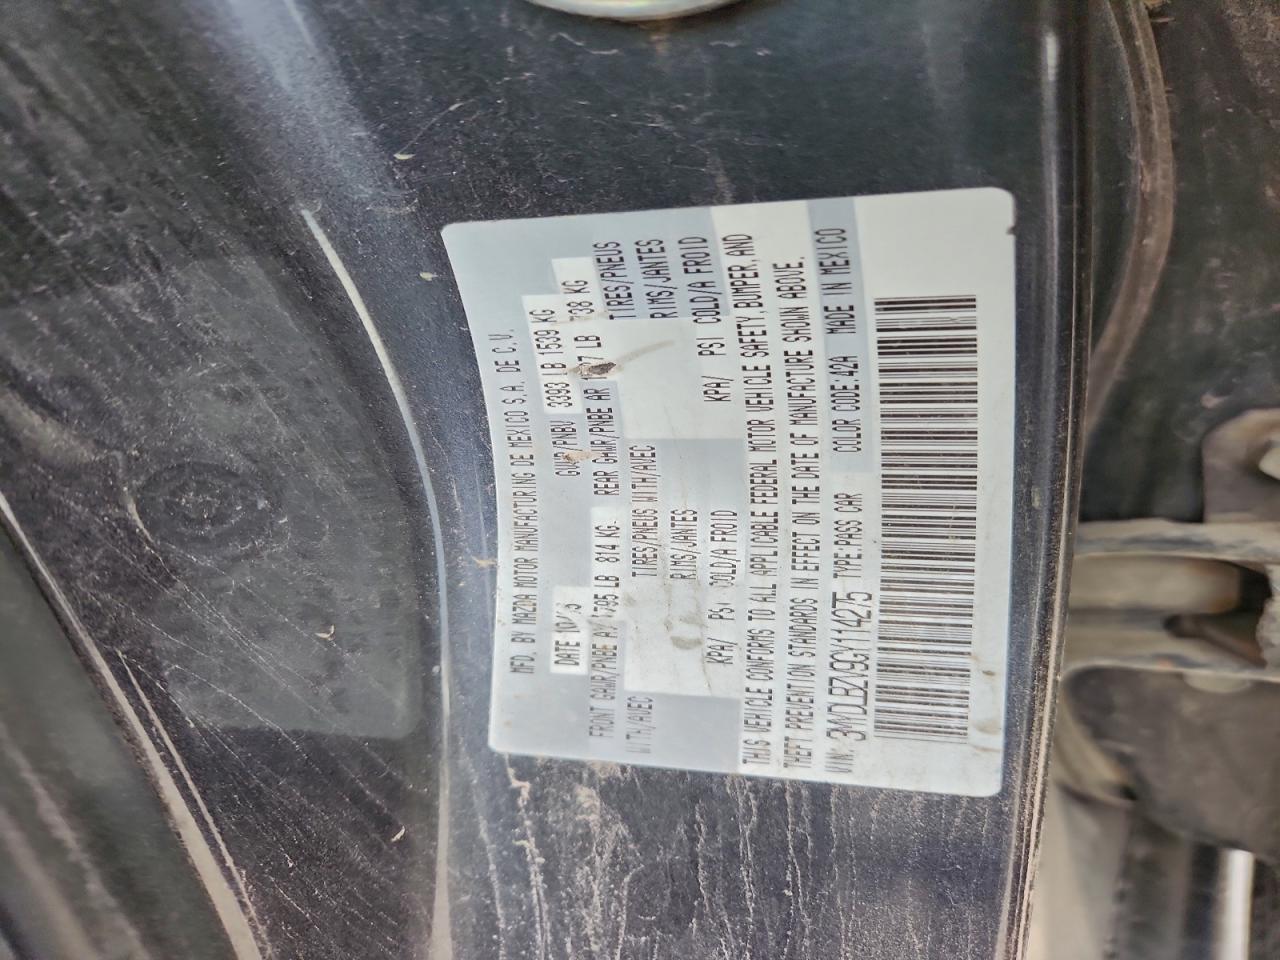 MFD. BY MAZDA MOTOR MANUFACTURING DE MEXICO S.A. DE C.V.
DATE GVWR/PNBV 3393 LB 1539 KG
FRONT GAWR/PNBE AV 1795 LB 814 KG. REAR GAWR/PNBE AR LB KG
WITH/AVEC TIRES/PNEUS WITH/AVEC TIRES/PNEUS
RIMS/JANTES RIMS/JANTES
KPA/ COLD/A FROID KPA/ PSI COLD/A FROID
THIS VEHICLE CONFORMS TO ALL APPLICABLE FEDERAL MOTOR VEHICLE SAFETY, BUMPER, AND
THEFT PREVENTION STANDARDS IN EFFECT ON THE DATE OF MANUFACTURE SHOWN ABOVE.
VIN: 3MYDLBZV9GY114275 TYPE:PASS CAR COLOR CODE:42A MADE IN MEXICO